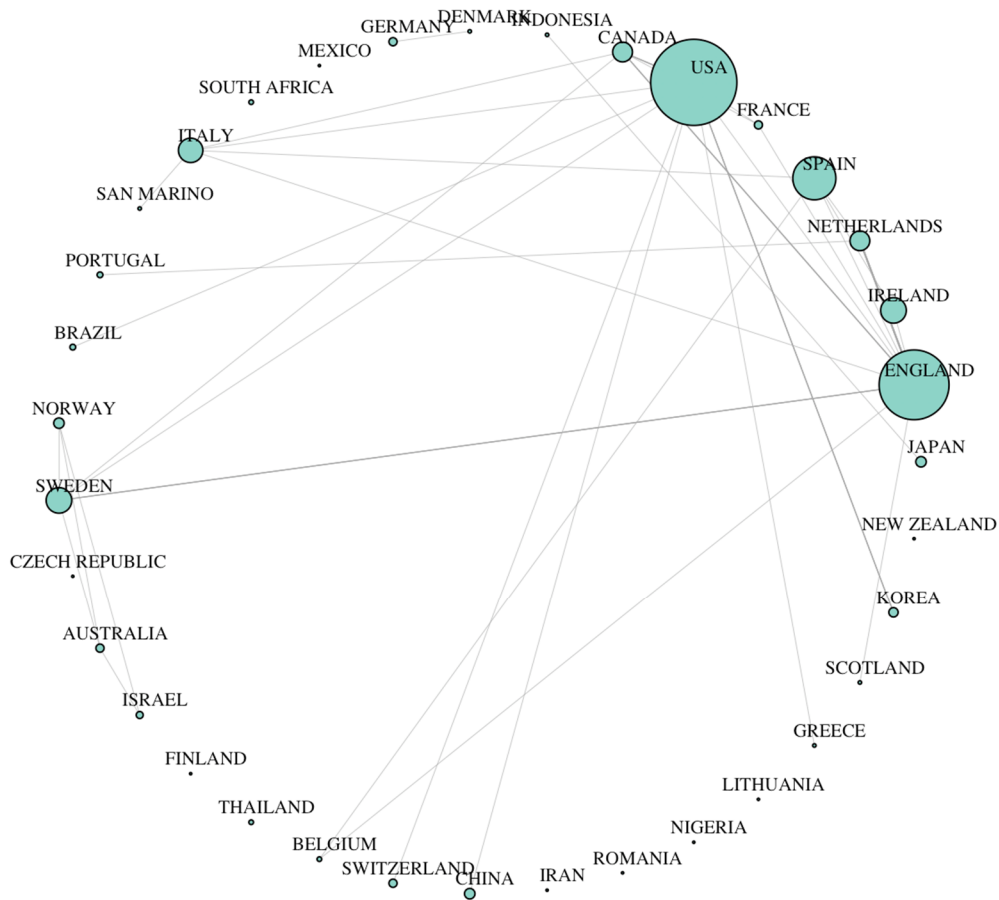 DENMARK
INDONESIA
GERMANY
CANADA
MEXICO
USA
SOUTH AFRICA
FRANCE
ITALY
SPAIN
SAN MARINO
NETHERLANDS
PORTUGAL
IRELAND
BRAZIL
ENGLAND
NORWAY
JAPAN
SWEDEN
NEW ZEALAND
CZECH REPUBLIC
KOREA
AUSTRALIA
SCOTLAND
ISRAEL
GREECE
FINLAND
LITHUANIA
THAILAND
NIGERIA
BELGIUM
ROMANIA
SWITZERLAND
IRAN
CHINA